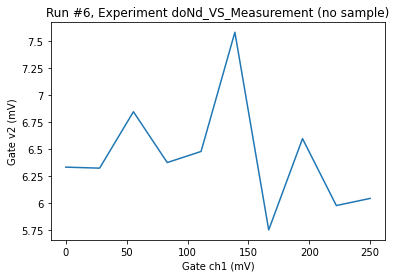 Run #6, Experiment doNd_VS_Measurement (no sample)
Gate v2 (mV)
7.5
7.25
7
6.75
6.5
6.25
6
5.75
0 50 100 150 200 250
Gate ch1 (mV)